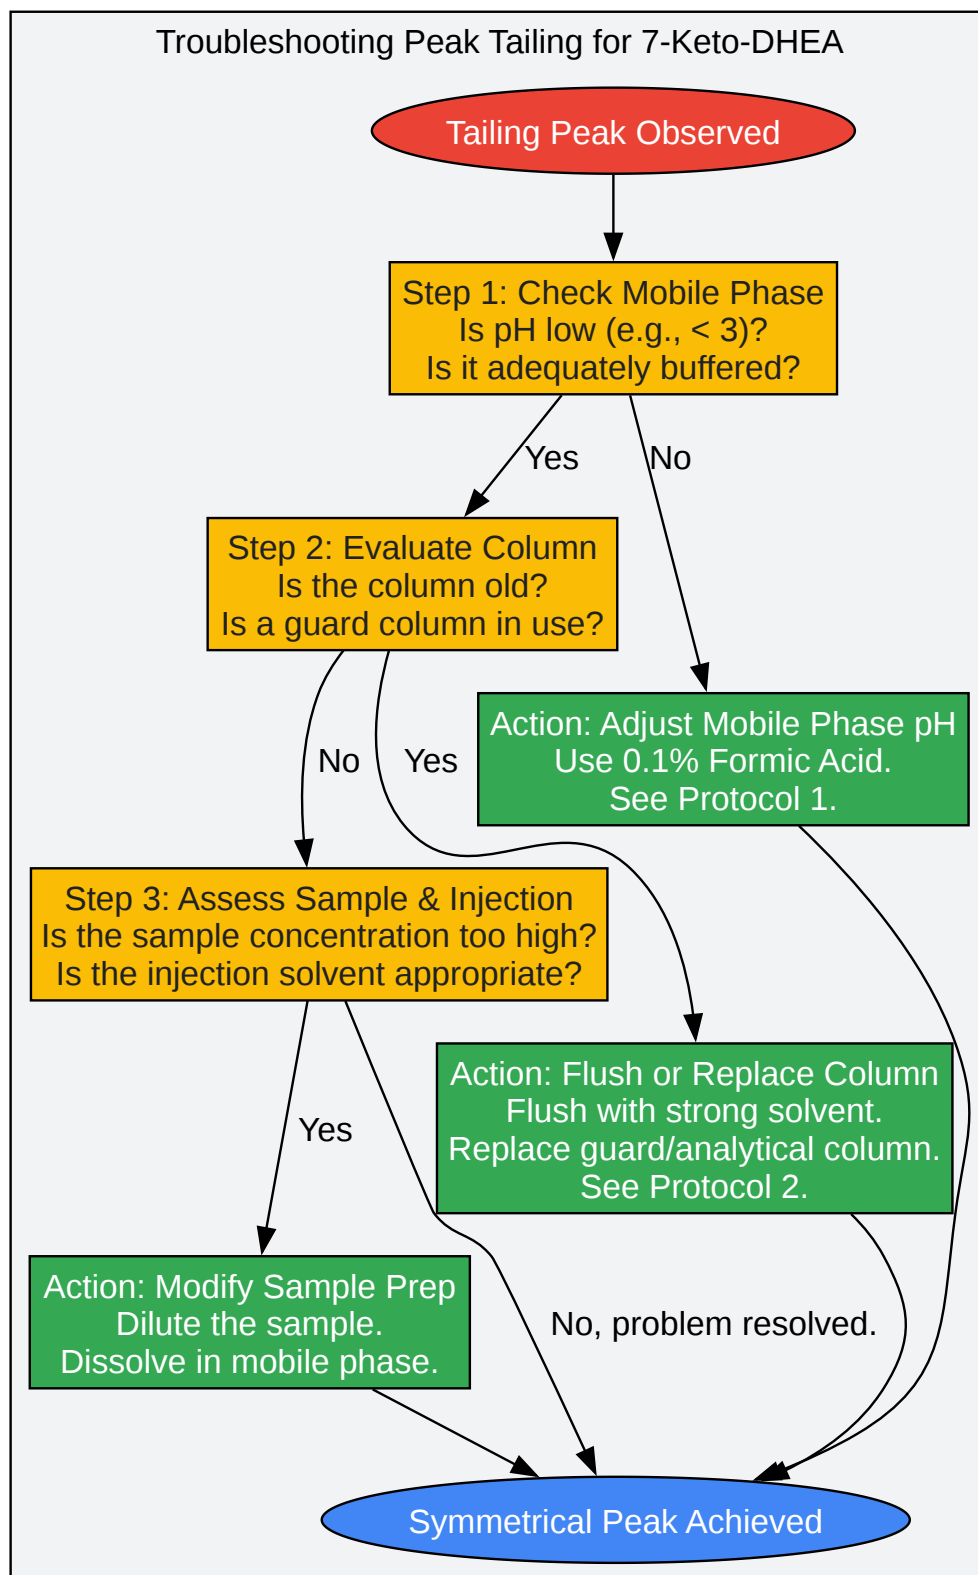 Troubleshooting Peak Tailing for 7-Keto-DHEA
Tailing Peak Observed
Step 1: Check Mobile Phase
Is pH low (e.g., < 3)?
Is it adequately buffered?
Yes
No
Step 2: Evaluate Column
Is the column old?
Is a guard column in use?
No
Yes
Action: Adjust Mobile Phase pH
Use 0.1% Formic Acid.
See Protocol 1.
Step 3: Assess Sample & Injection
Is the sample concentration too high?
Is the injection solvent appropriate?
Yes
Action: Flush or Replace Column
Flush with strong solvent.
Replace guard/analytical column.
See Protocol 2.
Action: Modify Sample Prep
Dilute the sample.
Dissolve in mobile phase.
No, problem resolved.
Symmetrical Peak Achieved